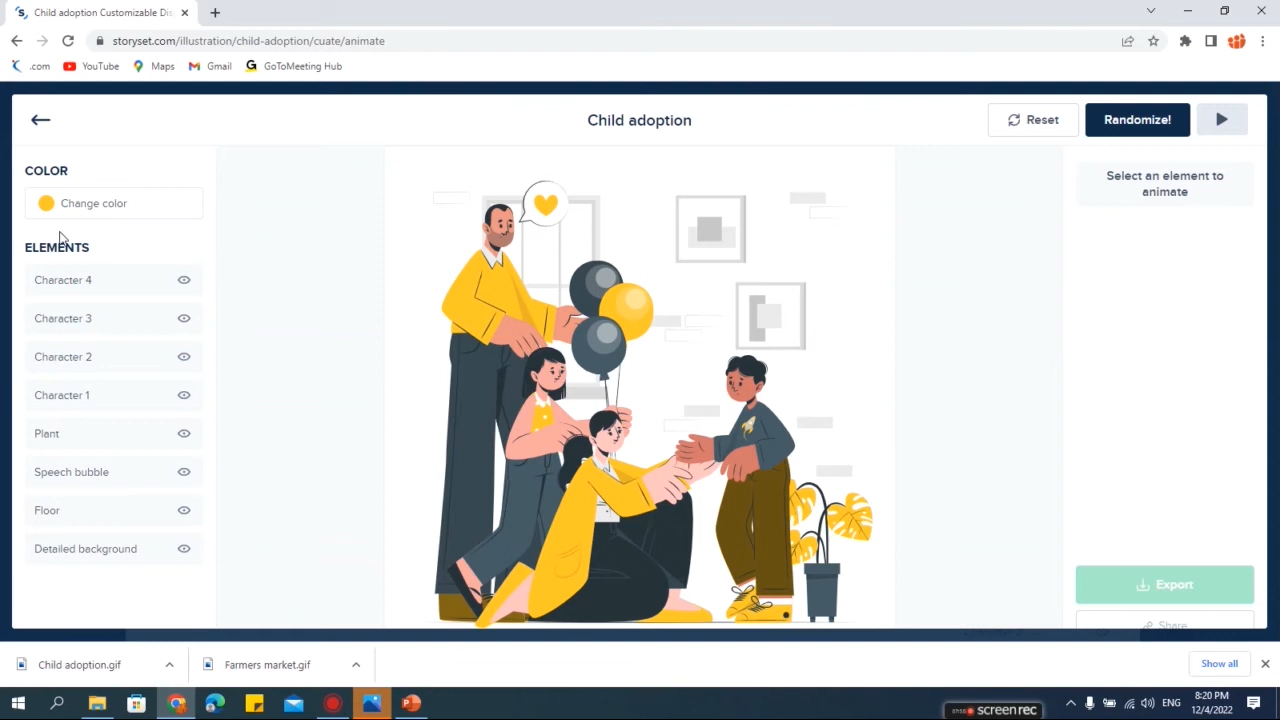 Child adoption Customizable Dis
storyset.com/illustration/child-adoption/cuate/animate
.com
YouTube
Maps
Gmail
G
GoToMeeting Hub
Child adoption
Reset
Randomize!
COLOR
Change color
Select an element to
animate
ELEMENTS
Character 4
Character 3
Character 2
Character 1
Plant
Speech bubble
Floor
Detailed background
Export
Share
Child adoption.gif
Farmers market.gif
Show all
screenrec
ENG
8:20 PM
12/4/2022